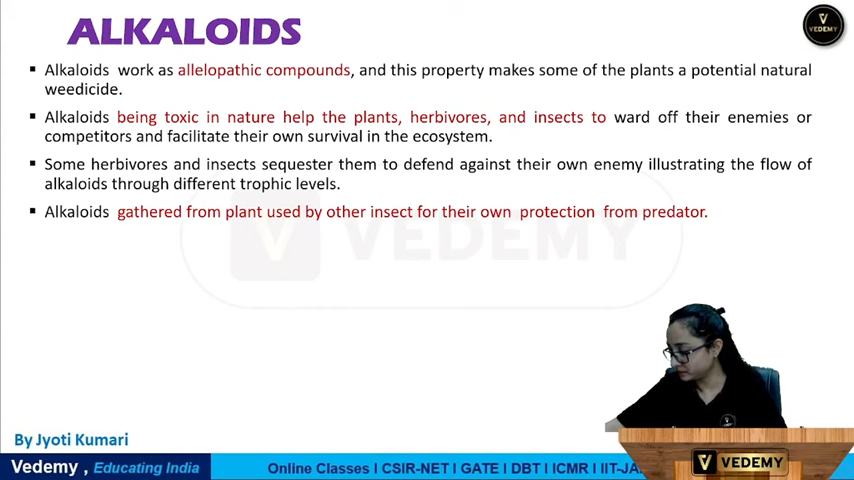 ALKALOIDS
V
VEDEMY
▪ Alkaloids work as allelopathic compounds, and this property makes some of the plants a potential natural
weedicide.
▪ Alkaloids being toxic in nature help the plants, herbivores, and insects to ward off their enemies or
competitors and facilitate their own survival in the ecosystem.
▪ Some herbivores and insects sequester them to defend against their own enemy illustrating the flow of
alkaloids through different trophic levels.
▪ Alkaloids gathered from plant used by other insect for their own protection from predator.
V VEDEMY
By Jyoti Kumari
V VEDEMY
Vedemy , Educating India
Online Classes I CSIR-NET I GATE I DBT I ICMR I IIT-JA